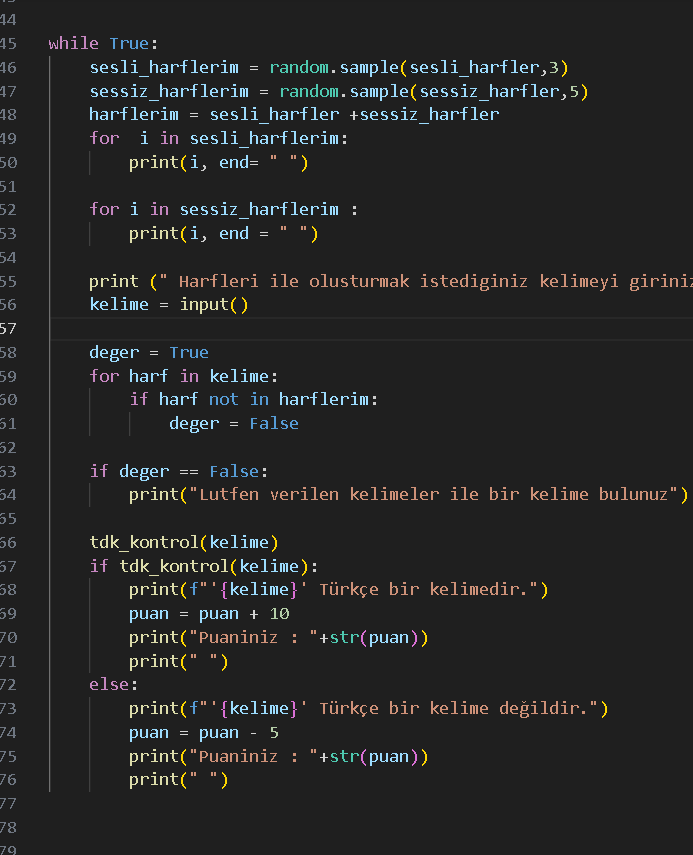 44
45 while True:
46 sesli_harflerim = random.sample(sesli_harfler,3)
47 sessiz_harflerim = random.sample(sessiz_harfler,5)
48 harflerim = sesli_harfler +sessiz_harfler
49 for  i in sesli_harflerim:
50 print(i, end= " ")
51
52 for i in sessiz_harflerim :
53 print(i, end = " ")
54
55 print (" Harfleri ile olusturmak istediginiz kelimeyi giriniz
56 kelime = input()
57
58 deger = True
59 for harf in kelime:
60 if harf not in harflerim:
61 deger = False
62
63 if deger == False:
64 print("Lutfen verilen kelimeler ile bir kelime bulunuz")
65
66 tdk_kontrol(kelime)
67 if tdk_kontrol(kelime):
68 print(f"'{kelime}' Türkçe bir kelimedir.")
69 puan = puan + 10
70 print("Puaniniz : "+str(puan))
71 print(" ")
72 else:
73 print(f"'{kelime}' Türkçe bir kelime değildir.")
74 puan = puan - 5
75 print("Puaniniz : "+str(puan))
76 print(" ")
77
78
79